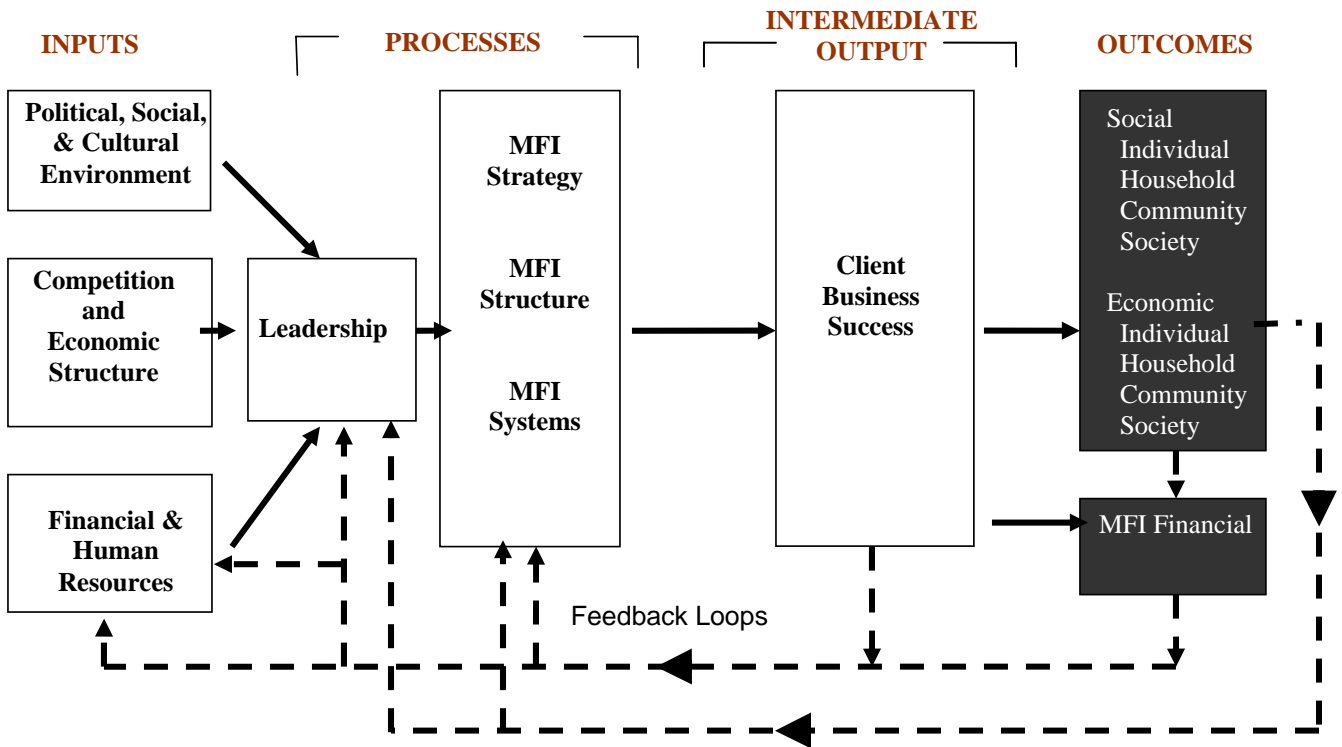 INPUTS
PROCESSES
INTERMEDIATE
OUTPUT
OUTCOMES
Political, Social,
& Cultural
Environment
Competition
and
Economic
Structure
Financial &
Human
Resources
Leadership
MFI
Strategy
MFI
Structure
MFI
Systems
Client
Business
Success
Social
Individual
Household
Community
Society
Economic
Individual
Household
Community
Society
MFI Financial
Feedback Loops